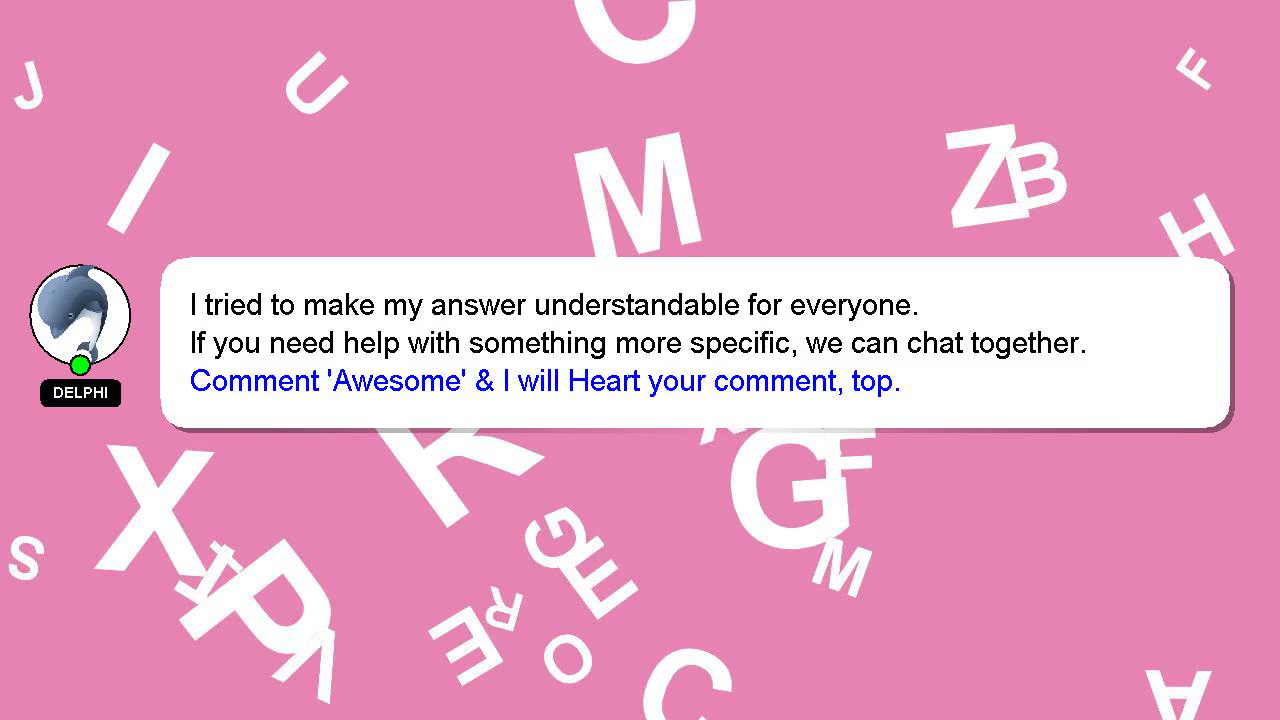 C
J
U
F
I
M
Z
B
H
I tried to make my answer understandable for everyone.
If you need help with something more specific, we can chat together.
Comment 'Awesome' & I will Heart your comment, top.
DELPHI
R
G
F
X
S
P
G
E
M
R
E
O
V
C
A